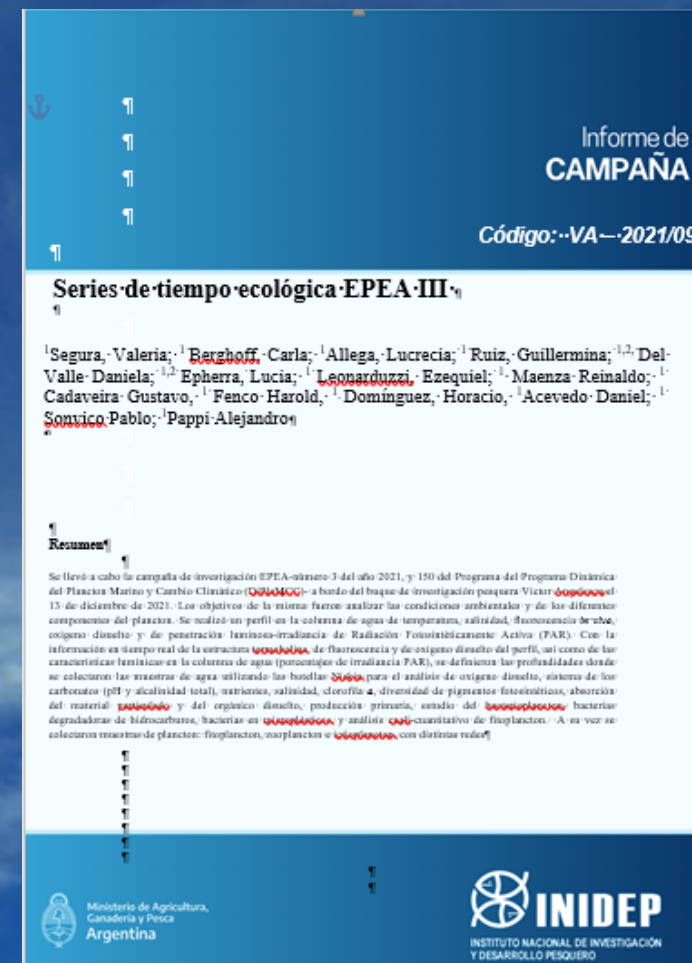 Informe de
CAMPAÑA
Código: VA – 2021/09
Series de tiempo ecológica EPEA III
¹Segura, Valeria; ¹Berghoff, Carla; ¹Allega, Lucrecia; ¹Ruiz, Guillermina; ¹,² Del
Valle Daniela; ¹,² Epherra, Lucia; ¹ Leonarduzzi, Ezequiel; ¹ Maenza Reinaldo; ¹
Cadaveira Gustavo, ¹ Fenco Harold, ¹ Domínguez, Horacio, ¹Acevedo Daniel; ¹
Sonvico Pablo; ¹Pappi Alejandro
Resumen
Se llevó a cabo la campaña de investigación EPEA número 3 del año 2021, y 150 del Programa del Programa Dinámica
del Plancton Marino y Cambio Climático (DiPlaMCC) a bordo del buque de investigación pesquera Víctor Angelescu el
13 de diciembre de 2021. Los objetivos de la misma fueron analizar las condiciones ambientales y de los diferentes
componentes del plancton. Se realizó un perfil en la columna de agua de temperatura, salinidad, fluorescencia in vivo,
oxígeno disuelto y de penetración luminosa-irradiancia de Radiación Fotosintéticamente Activa (PAR). Con la
información en tiempo real de la estructura termohalina, de fluorescencia y de oxígeno disuelto del perfil, así como de las
características lumínicas en la columna de agua (porcentajes de irradiancia PAR), se definieron las profundidades donde
se colectaron las muestras de agua utilizando las botellas Niskin para el análisis de oxígeno disuelto, sistema de los
carbonatos (pH y alcalinidad total), nutrientes, salinidad, clorofila a, diversidad de pigmentos fotosintéticos, absorción
del material particulado y del orgánico disuelto, producción primaria, estudio del bacterioplancton, bacterias
degradadoras de hidrocarburos, bacterias en microplásticos y análisis cuali-cuantitativo de fitoplancton. A su vez se
colectaron muestras de plancton: fitoplancton, zooplancton e ictioplancton con distintas redes
Ministerio de Agricultura,
Ganadería y Pesca
Argentina
INIDEP
INSTITUTO NACIONAL DE INVESTIGACIÓN
Y DESARROLLO PESQUERO